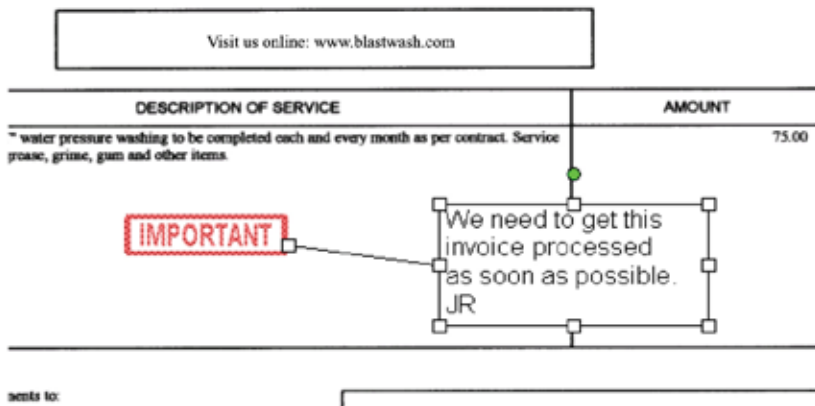 Visit us online: www.blastwash.com
DESCRIPTION OF SERVICE AMOUNT
" water pressure washing to be completed each and every month as per contract. Service 75.00
grease, grime, gum and other items.
IMPORTANT
We need to get this
invoice processed
as soon as possible.
JR
ments to: